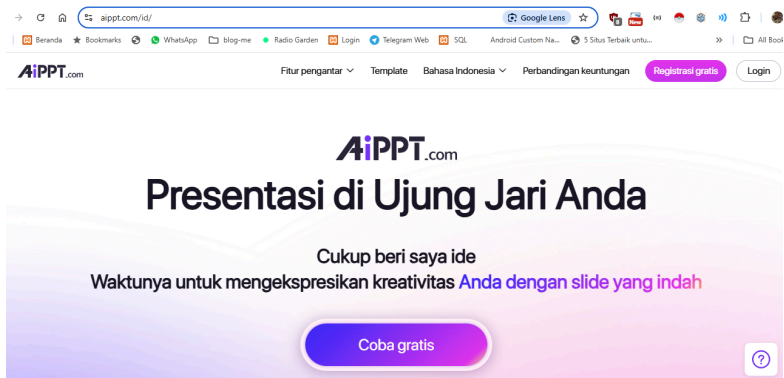 aippt.com/id/
Google Lens
New
Beranda
Bookmarks
WhatsApp
blog-me
Radio Garden
Login
Telegram Web
SQL
Android Custom Na...
5 Situs Terbaik untu...
»
All Book
AiPPT.com
Fitur pengantar
Template
Bahasa Indonesia
Perbandingan keuntungan
Registrasi gratis
Login
AiPPT.com
Presentasi di Ujung Jari Anda
Cukup beri saya ide
Waktunya untuk mengekspresikan kreativitas Anda dengan slide yang indah
Coba gratis
?